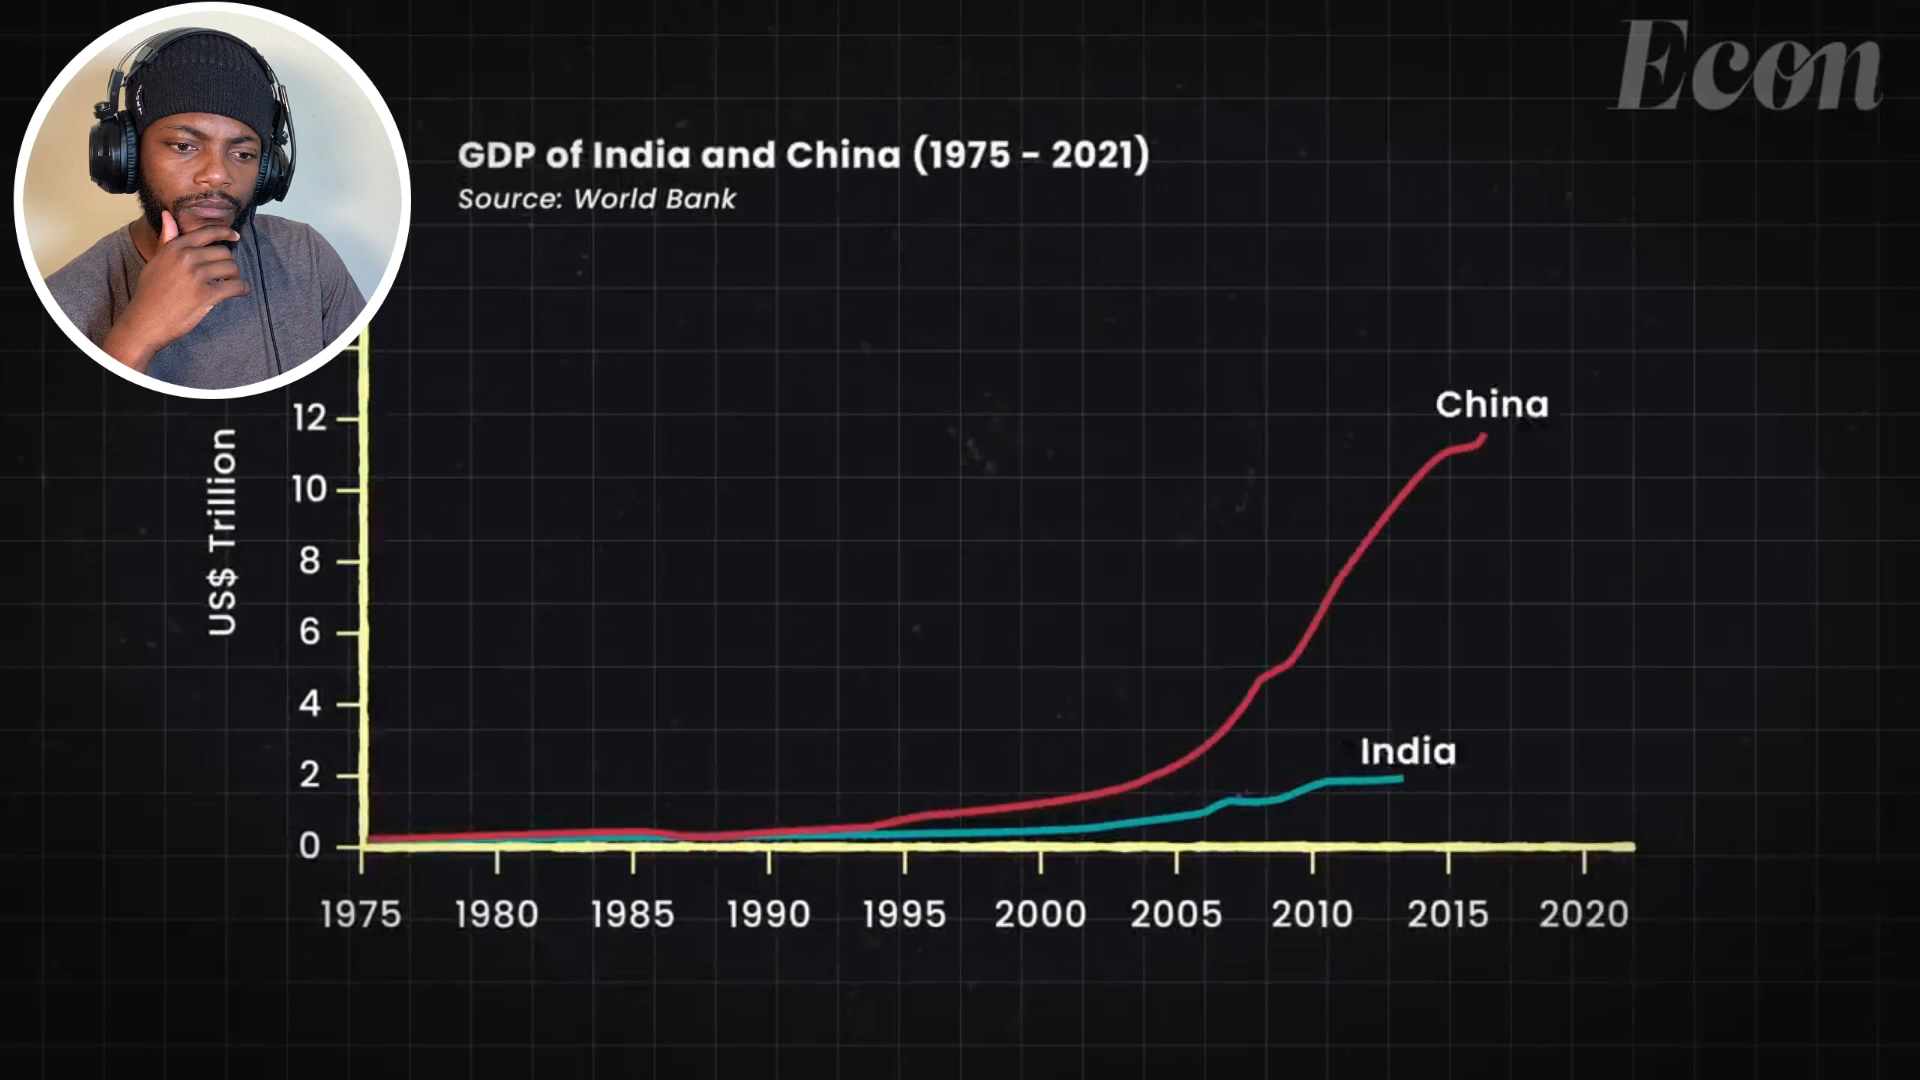 Econ
GDP of India and China (1975 - 2021)
Source: World Bank
US$ Trillion
12
10
8
6
4
2
0
China
India
1975 1980 1985 1990 1995 2000 2005 2010 2015 2020